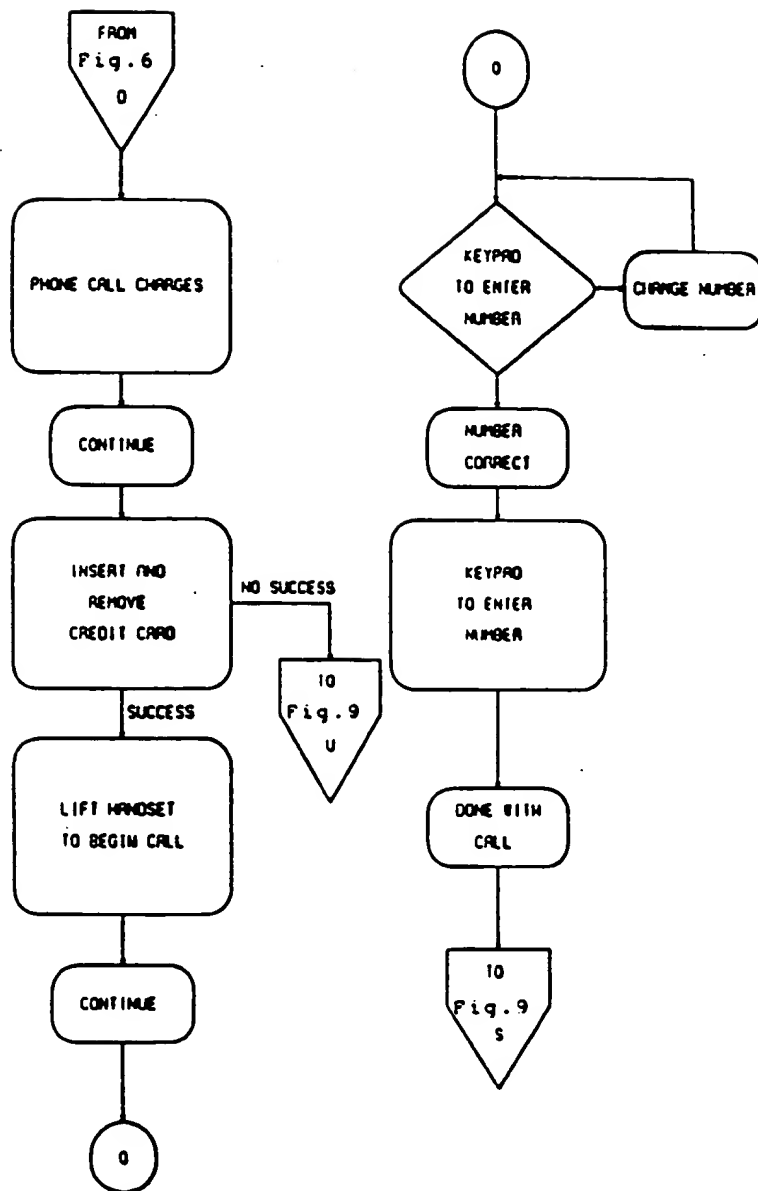 FROM
Fig.6
O
PHONE CALL CHARGES
CONTINUE
INSERT AND
REMOVE
CREDIT CARD
NO SUCCESS
TO
Fig.9
U
SUCCESS
LIFT HANDSET
TO BEGIN CALL
CONTINUE
Q
Q
KEYPAD
TO ENTER
NUMBER
CHANGE NUMBER
NUMBER
CORRECT
KEYPAD
TO ENTER
NUMBER
DONE WITH
CALL
TO
Fig.9
S